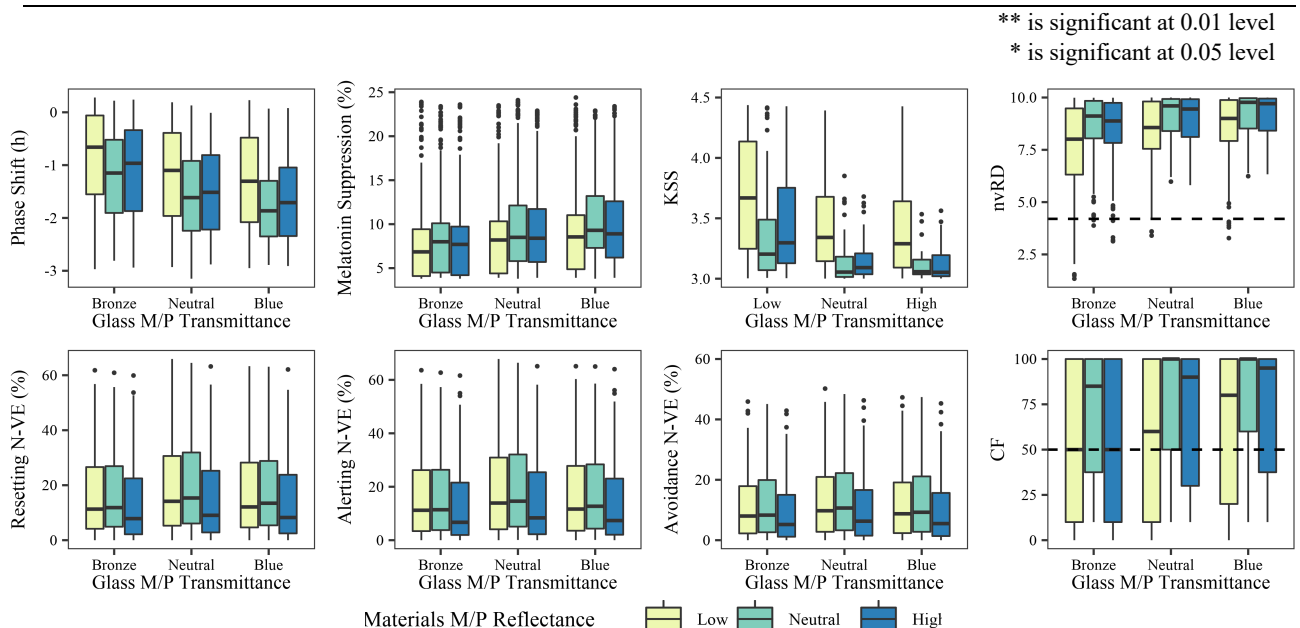 ** is significant at 0.01 level
* is significant at 0.05 level
Phase Shift (h)
0
-1
-2
-3
Bronze Neutral Blue
Glass M/P Transmittance
Melatonin Suppression (%)
25
20
15
10
5
Bronze Neutral Blue
Glass M/P Transmittance
KSS
4.5
4.0
3.5
3.0
Low Neutral High
Glass M/P Transmittance
nvRD
10.0
7.5
5.0
2.5
Bronze Neutral Blue
Glass M/P Transmittance
Resetting N-VE (%)
60
40
20
0
Bronze Neutral Blue
Glass M/P Transmittance
Alerting N-VE (%)
60
40
20
0
Bronze Neutral Blue
Glass M/P Transmittance
Avoidance N-VE (%)
60
40
20
0
Bronze Neutral Blue
Glass M/P Transmittance
CF
100
75
50
25
0
Bronze Neutral Blue
Glass M/P Transmittance
Materials M/P Reflectance Low Neutral High